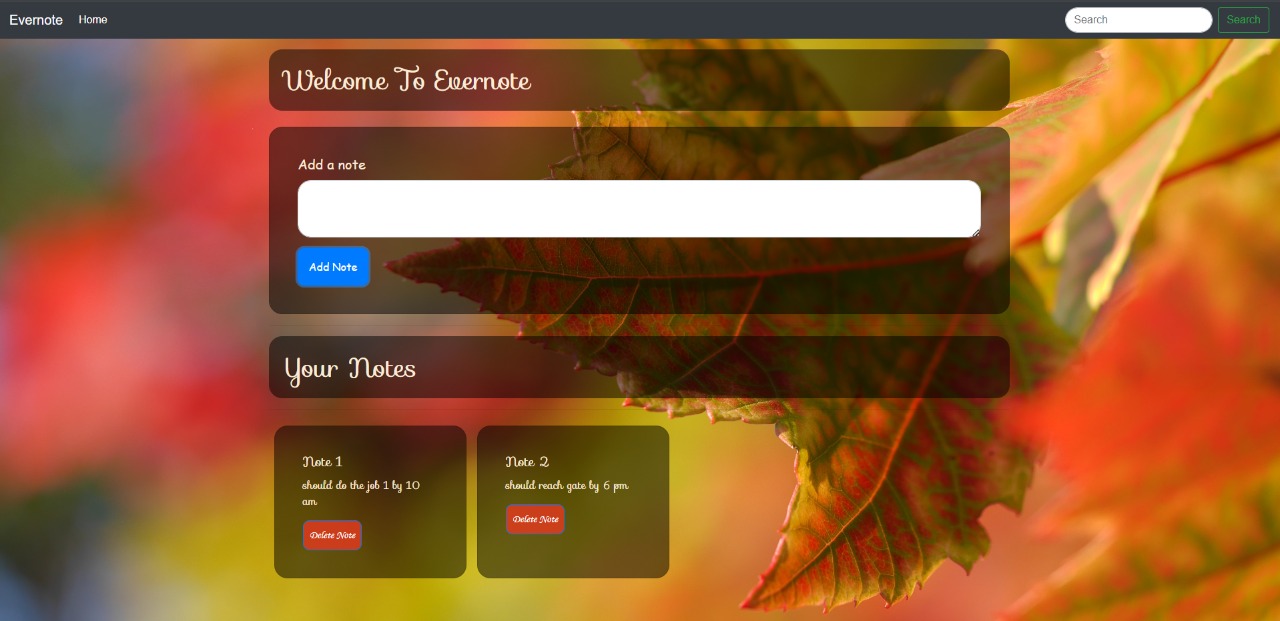 Evernote Home Search Search
Welcome To Evernote
Add a note
Add Note
Your Notes
Note 1
should do the job 1 by 10
am
Delete Note
Note 2
should reach gate by 6 pm
Delete Note